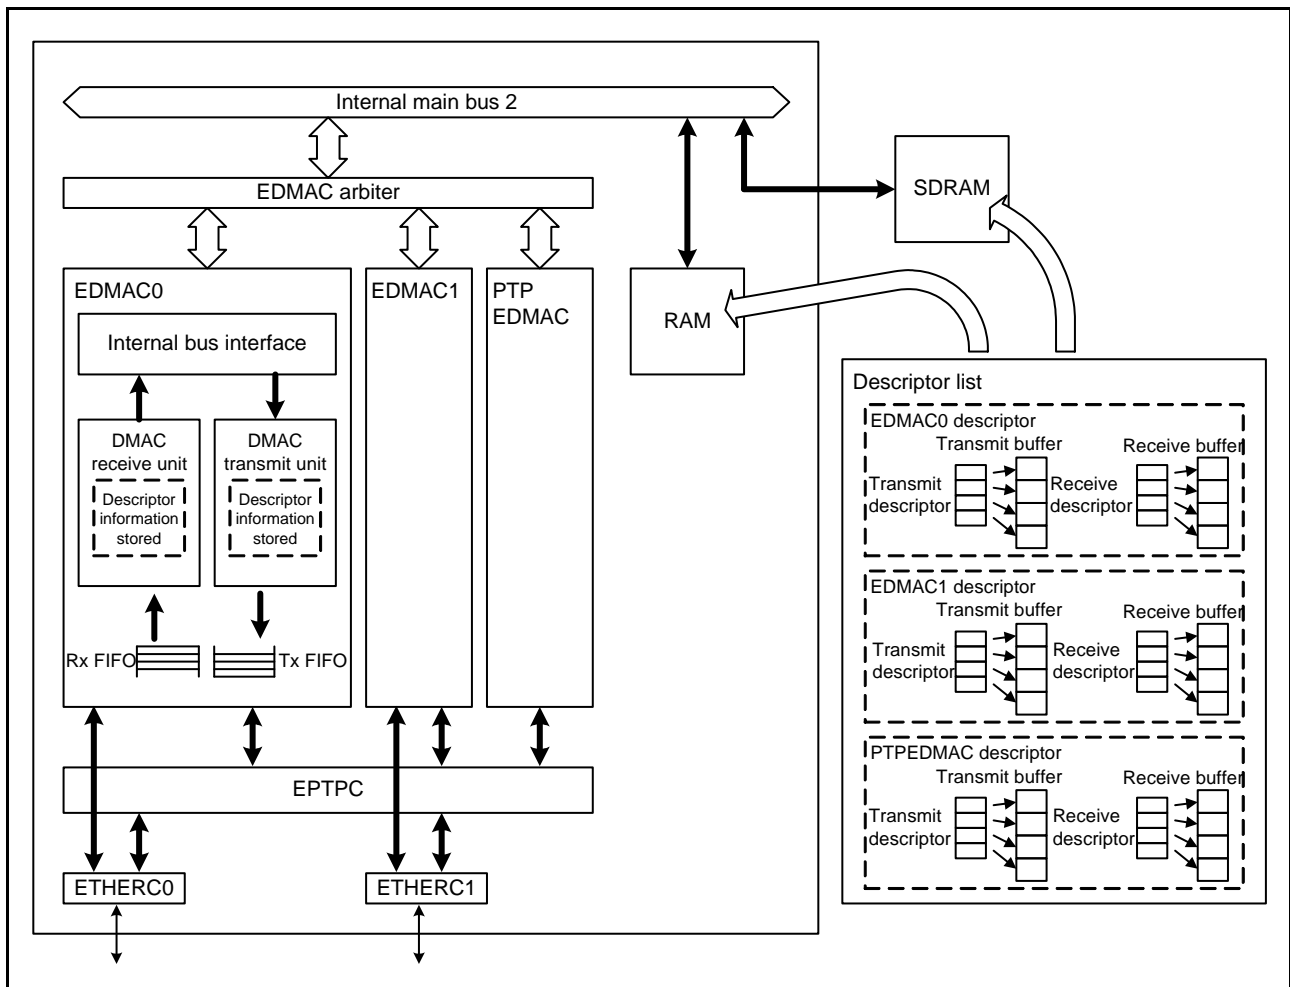 Internal main bus 2
EDMAC arbiter
SDRAM
EDMAC0
EDMAC1
PTP
EDMAC
RAM
Internal bus interface
DMAC
receive unit
Descriptor
information
stored
DMAC
transmit unit
Descriptor
information
stored
Rx FIFO
Tx FIFO
EPTPC
ETHERC0
ETHERC1
Descriptor list
EDMAC0 descriptor
Transmit buffer
Receive buffer
Transmit
descriptor
Receive
descriptor
EDMAC1 descriptor
Transmit buffer
Receive buffer
Transmit
descriptor
Receive
descriptor
PTPEDMAC descriptor
Transmit buffer
Receive buffer
Transmit
descriptor
Receive
descriptor